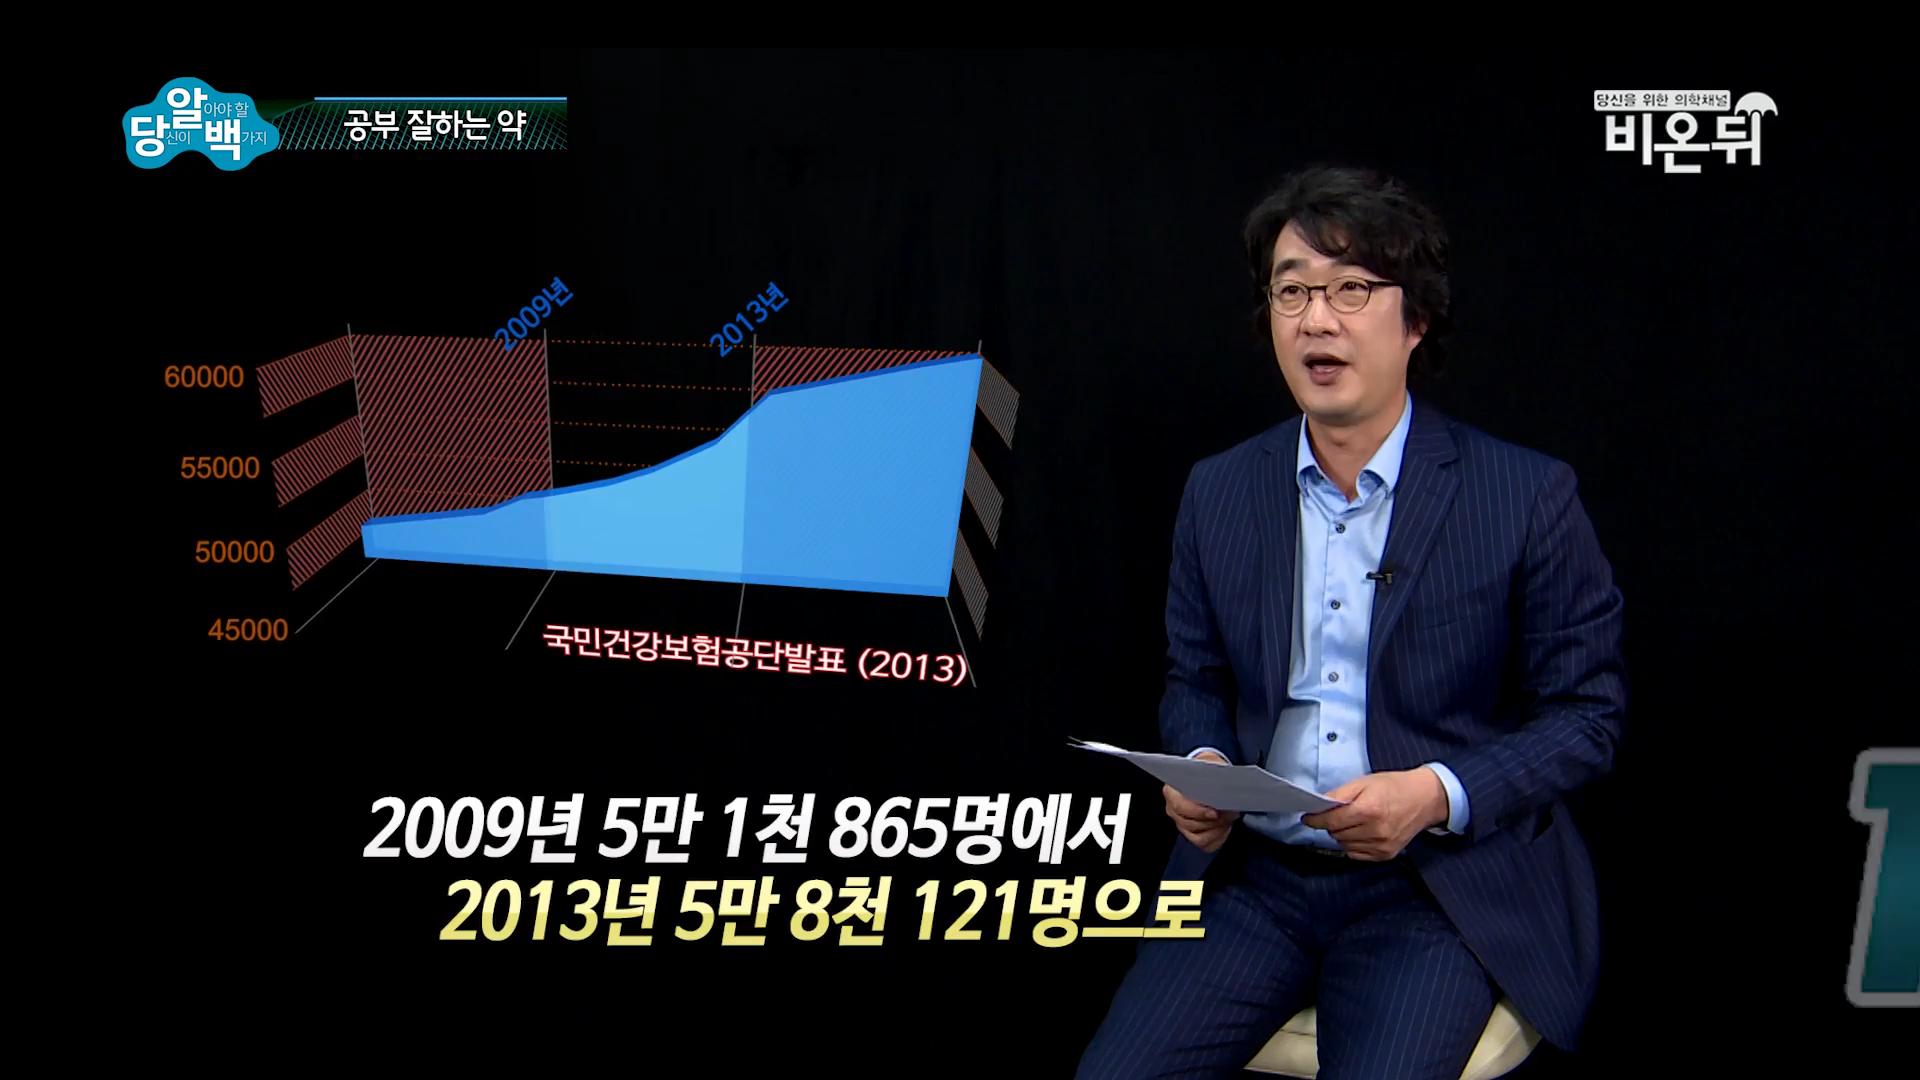 당신이 알아야 할 백가지
공부 잘하는 약
당신을 위한 의학채널
비온뒤
2009년
2013년
60000
55000
50000
45000
국민건강보험공단발표 (2013)
2009년 5만 1천 865명에서
2013년 5만 8천 121명으로